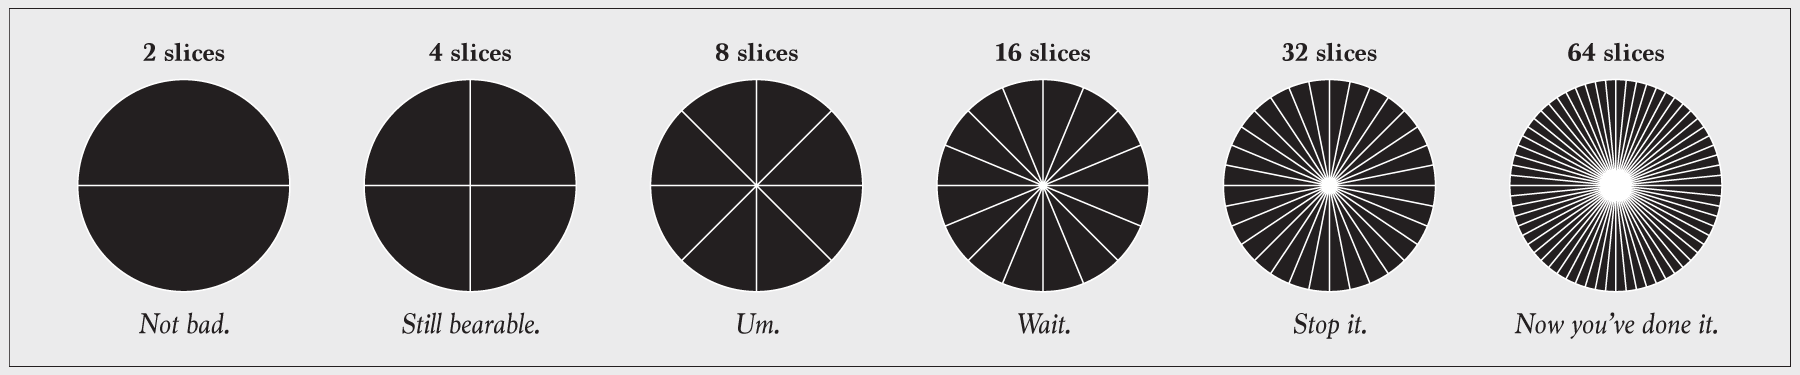 2 slices
4 slices
8 slices
16 slices
32 slices
64 slices
Not bad.
Still bearable.
Um.
Wait.
Stop it.
Now you’ve done it.